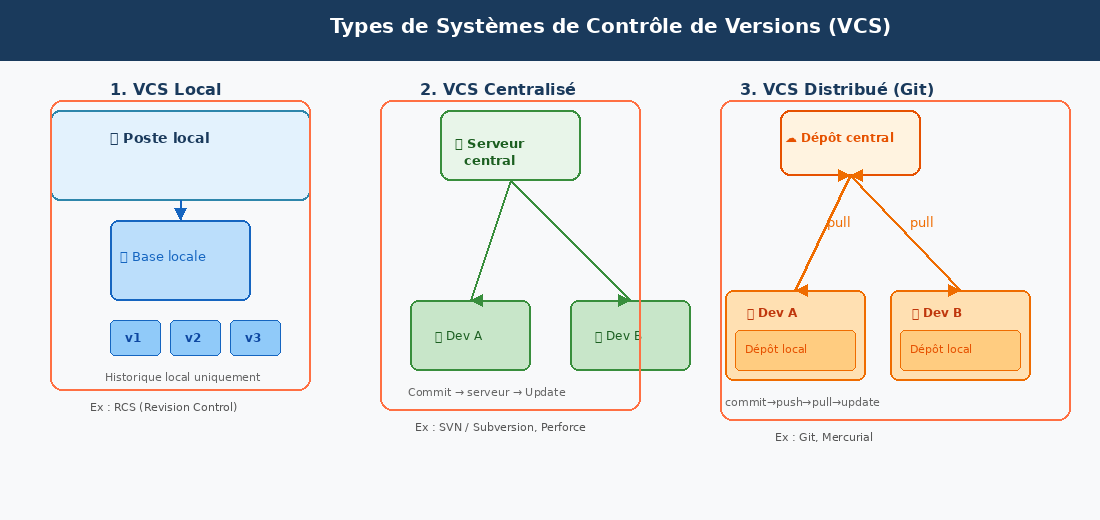 Types de Systèmes de Contrôle de Versions (VCS)
1. VCS Local
Poste local
Base locale
v1 v2 v3
Historique local uniquement
Ex : RCS (Revision Control)
2. VCS Centralisé
Serveur
central
Dev A
Dev B
Commit → serveur → Update
Ex : SVN / Subversion, Perforce
3. VCS Distribué (Git)
☁ Dépôt central
pull
pull
Dev A
Dépôt local
Dev B
Dépôt local
commit→push→pull→update
Ex : Git, Mercurial